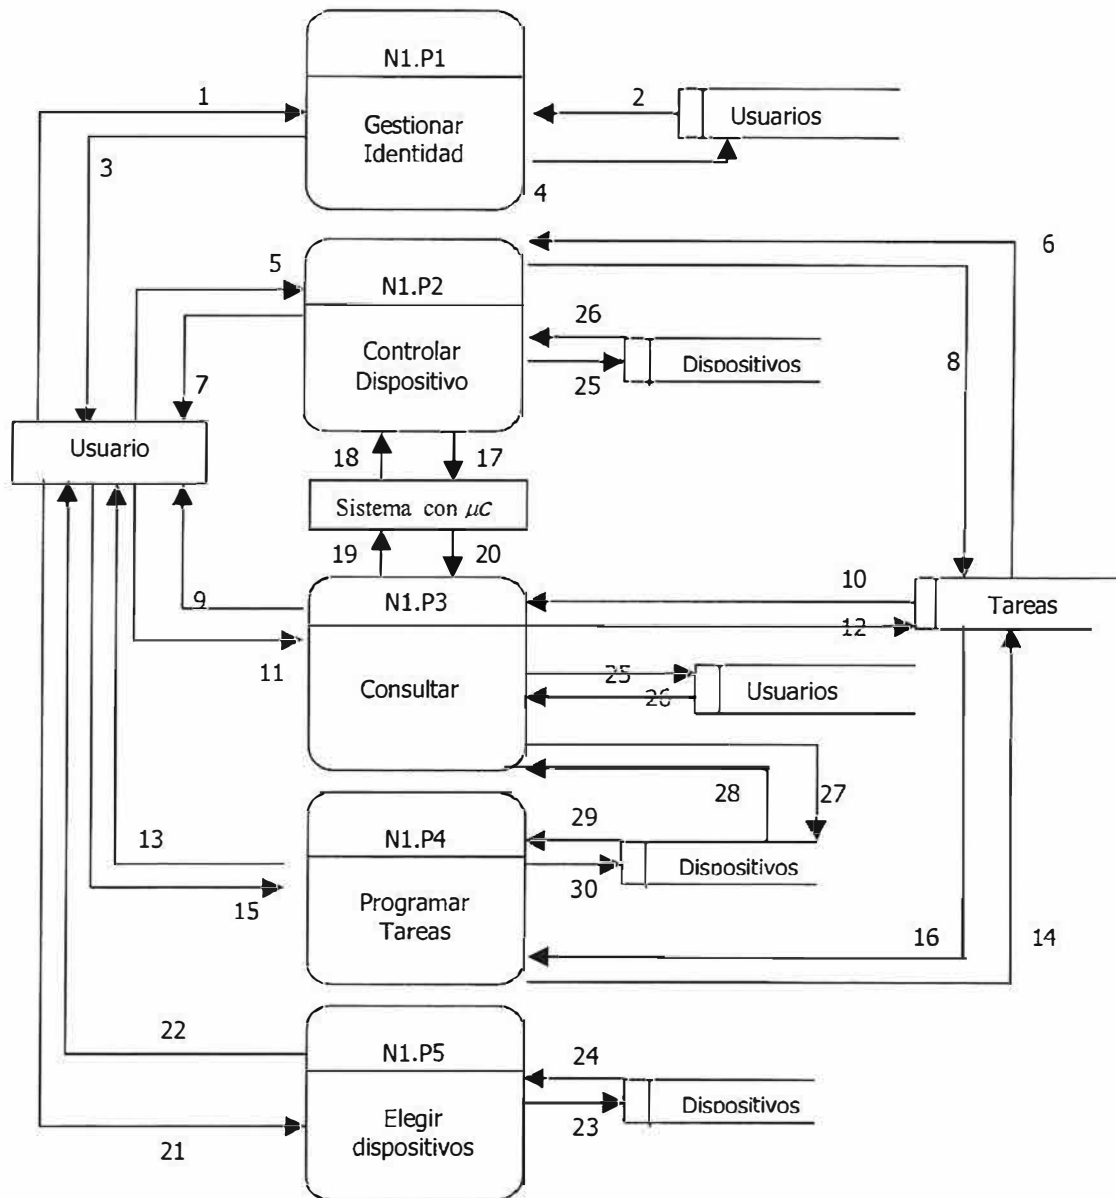 N1.P1
1
2
Usuarios
Gestionar
Identidad
3
4
6
5
N1.P2
26
Controlar
Dispositivo
Dispositivos
8
7
25
Usuario
18
17
Sistema con μC
19
20
10
N1.P3
Tareas
9
12
11
25
Consultar
Usuarios
26
28
27
29
13
N1.P4
Dispositivos
30
15
Programar
Tareas
16
14
22
N1.P5
24
Elegir
dispositivos
Dispositivos
23
21